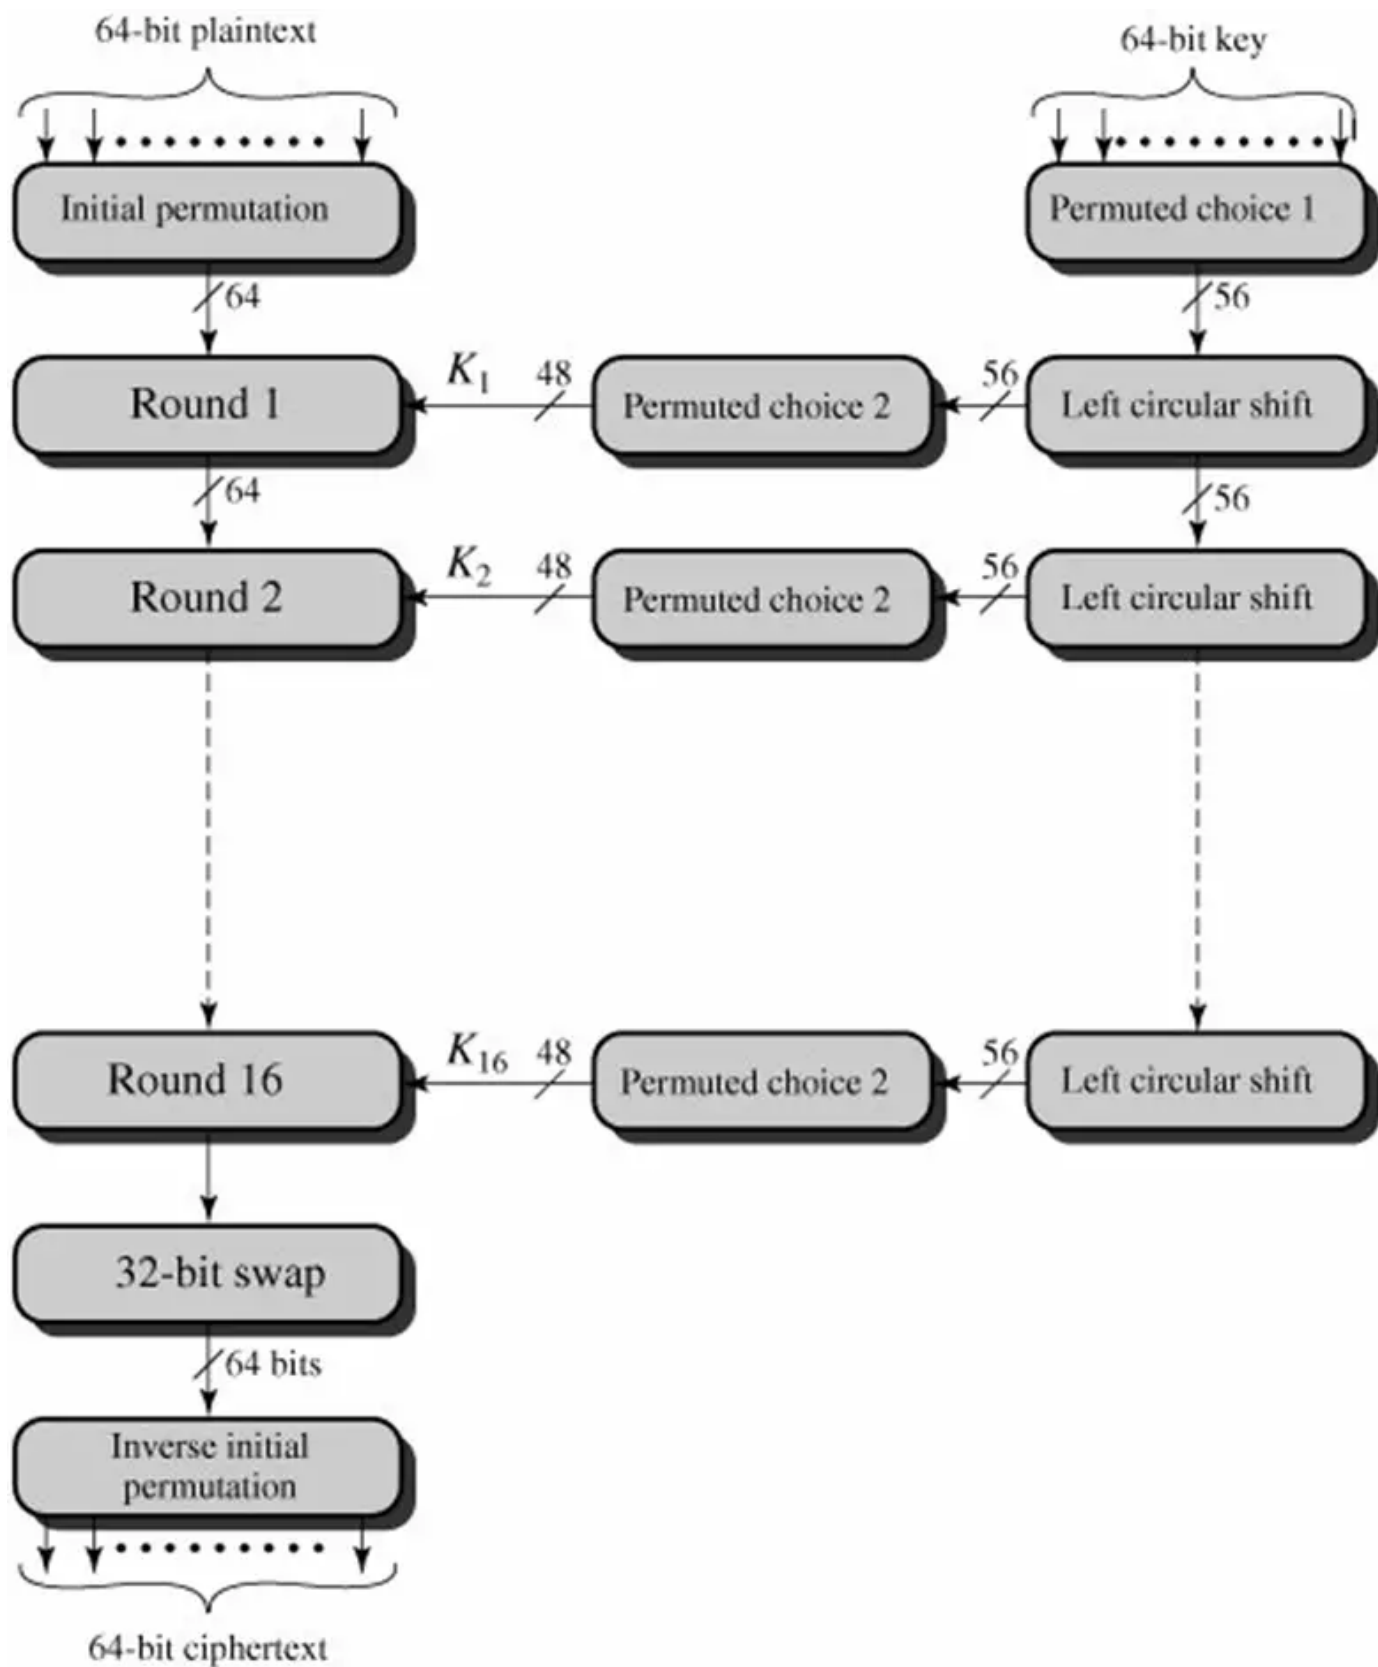 64-bit plaintext
64-bit key
Initial permutation
Permuted choice 1
64
56
Round 1
K1
48
Permuted choice 2
56
Left circular shift
64
56
Round 2
K2
48
Permuted choice 2
56
Left circular shift
Round 16
K16
48
Permuted choice 2
56
Left circular shift
32-bit swap
64 bits
Inverse initial
permutation
64-bit ciphertext